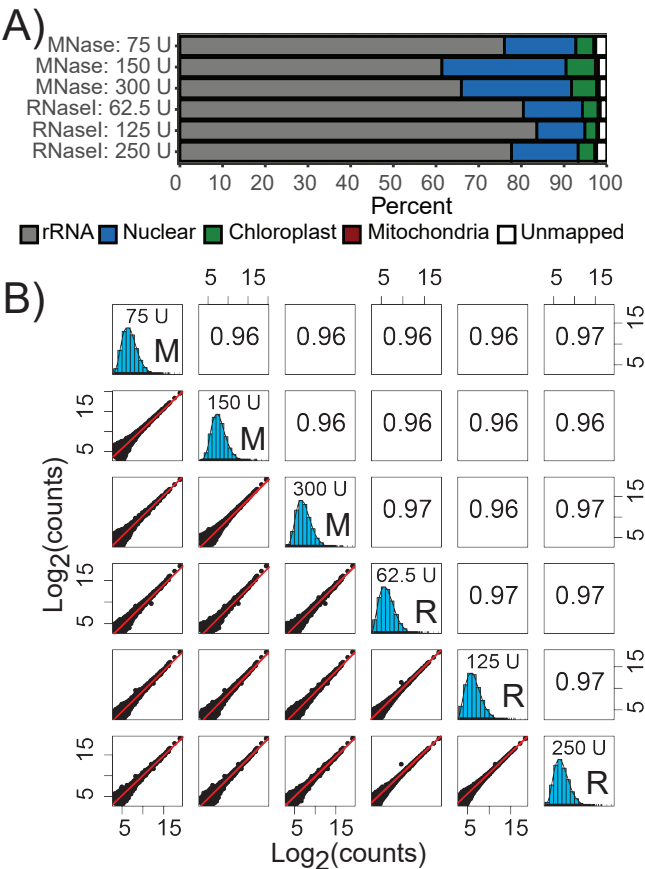 A)
MNase: 75 U
MNase: 150 U
MNase: 300 U
RNaseI: 62.5 U
RNaseI: 125 U
RNaseI: 250 U
0 10 20 30 40 50 60 70 80 90 100
Percent
rRNA Nuclear Chloroplast Mitochondria Unmapped
B)
5 15 5 15 5 15
75 U
M 0.96 0.96 0.96 0.96 0.97
5 15
15 5
150 U
M 0.96 0.96 0.96 0.96
300 U
M 0.97 0.96 0.97
5 15
15 5
62.5 U
R 0.97 0.97
125 U
R 0.97
5 15
15 5
250 U
R
Log2(counts)
5 15 5 15 5 15
Log2(counts)